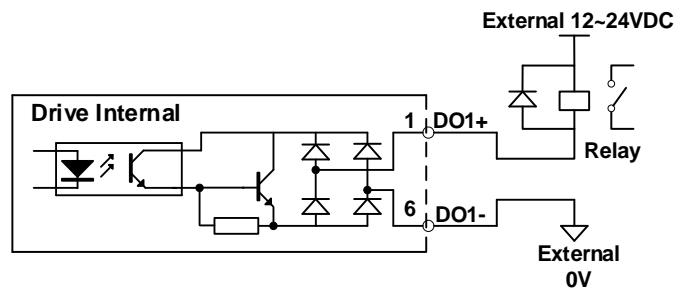 External 12~24VDC
Drive Internal
1 DO1+
Relay
6 DO1-
External
0V